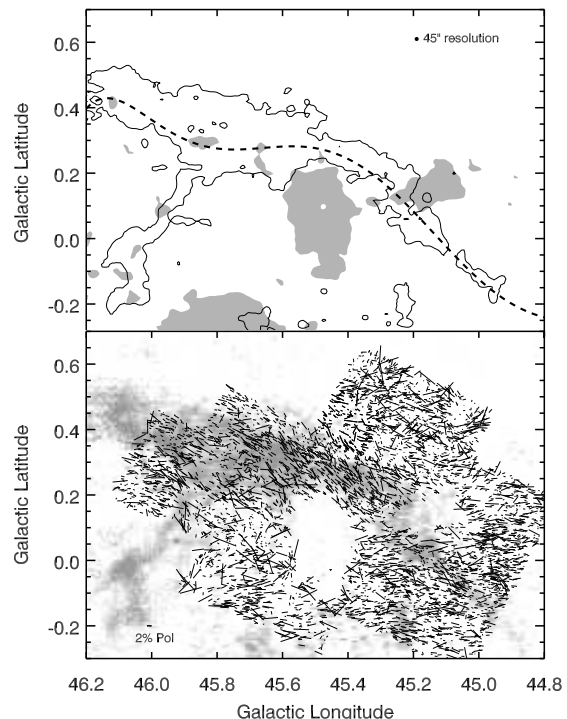 45" resolution
0.6
0.4
0.2
0.0
-0.2
Galactic Latitude
0.6
0.4
0.2
0.0
-0.2
Galactic Latitude
2% Pol
46.2 46.0 45.8 45.6 45.4 45.2 45.0 44.8
Galactic Longitude